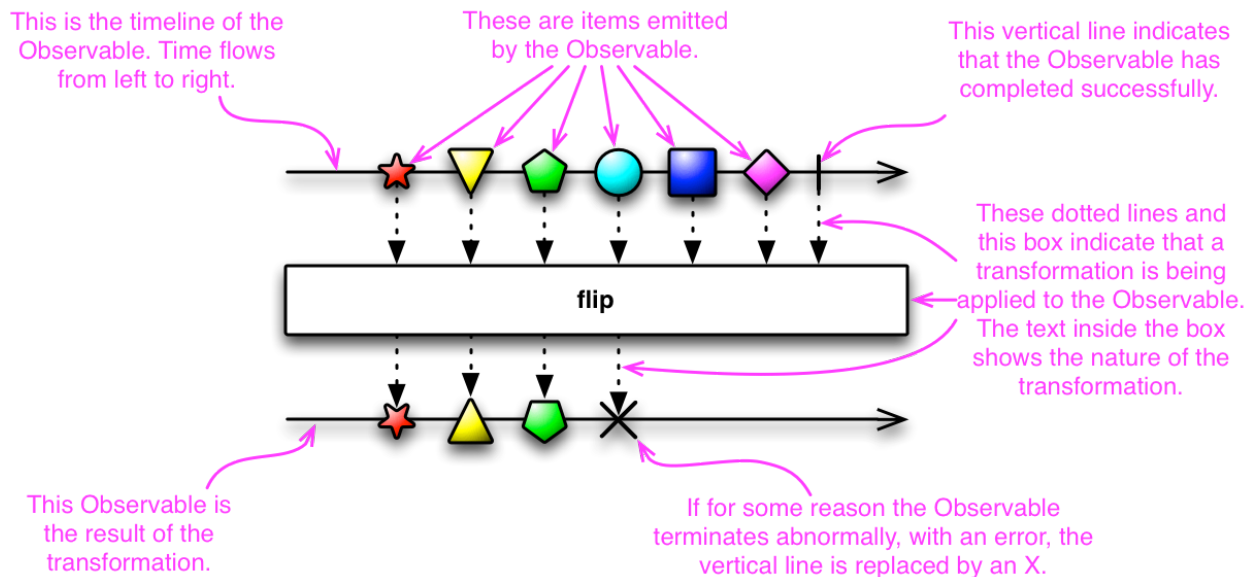 This is the timeline of the
Observable. Time flows
from left to right.
These are items emitted
by the Observable.
This vertical line indicates
that the Observable has
completed successfully.
These dotted lines and
this box indicate that a
transformation is being
applied to the Observable.
The text inside the box
shows the nature of the
transformation.
flip
This Observable is
the result of the
transformation.
If for some reason the Observable
terminates abnormally, with an error, the
vertical line is replaced by an X.